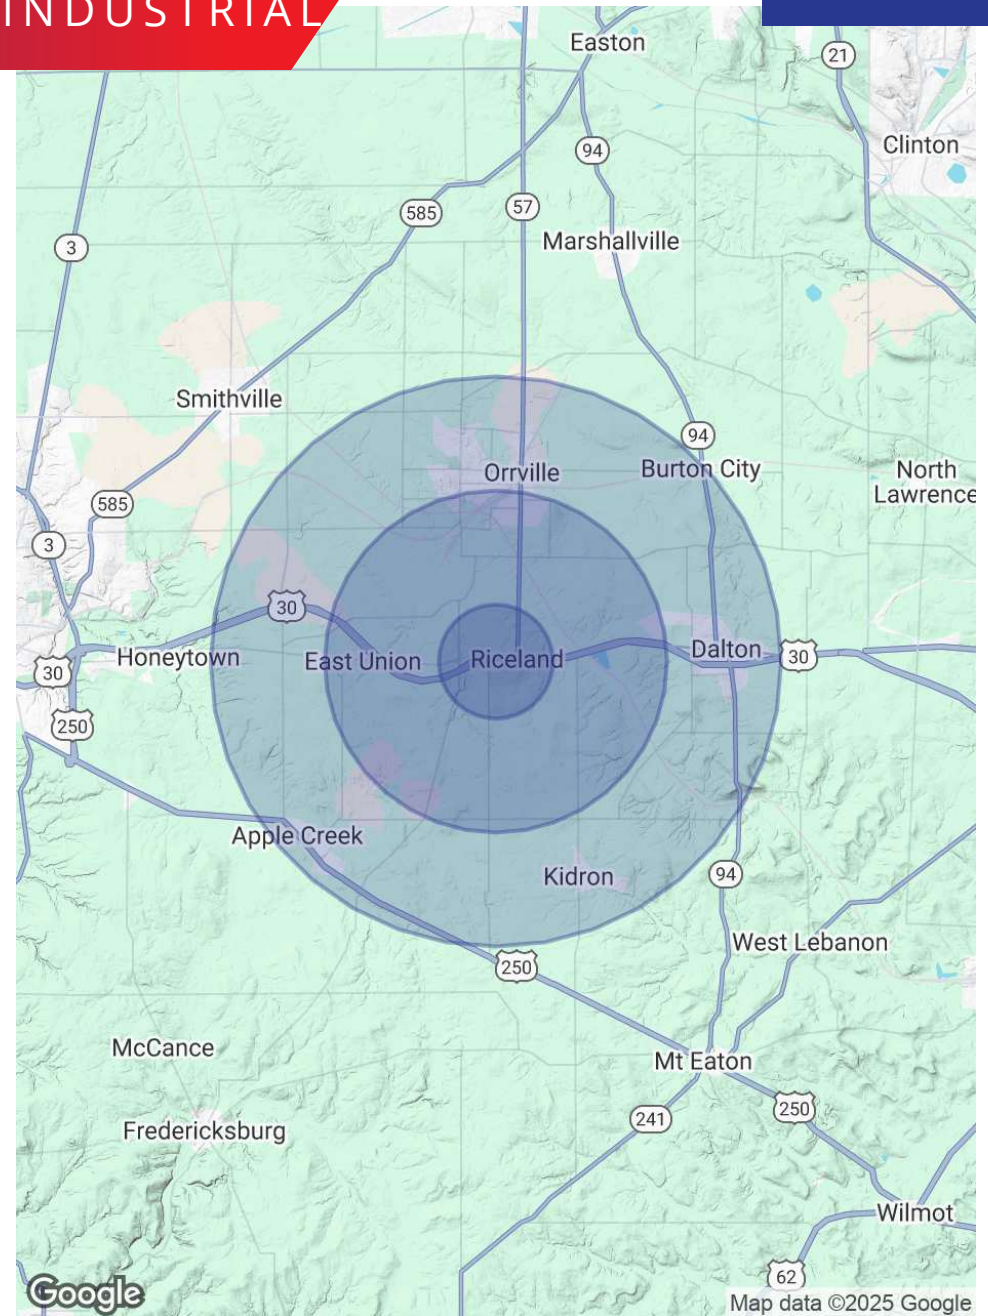 INDUSTRIAL
Easton
21
Clinton
94
585
57
3
Marshallville
Smithville
94
Orrville
Burton City
North
Lawrence
585
3
30
Honeytown
East Union
Riceland
Dalton
30
30
250
Apple Creek
Kidron
94
West Lebanon
250
McCance
Mt Eaton
250
241
Fredericksburg
Wilmot
62
Google
Map data ©2025 Google